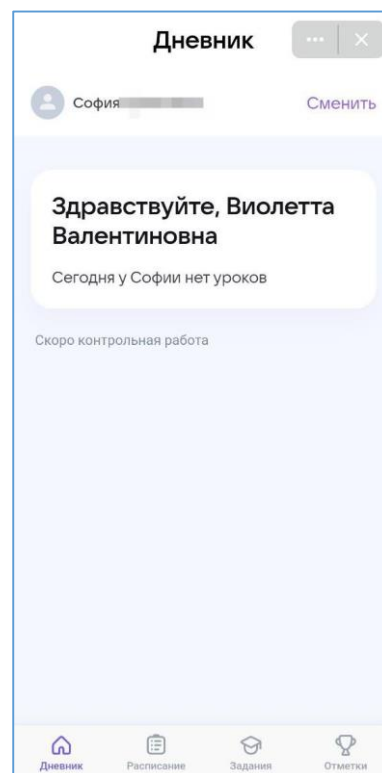 Дневник
София
Сменить
Здравствуйте, Виолетта
Валентиновна
Сегодня у Софии нет уроков
Скоро контрольная работа
Дневник
Расписание
Задания
Отметки